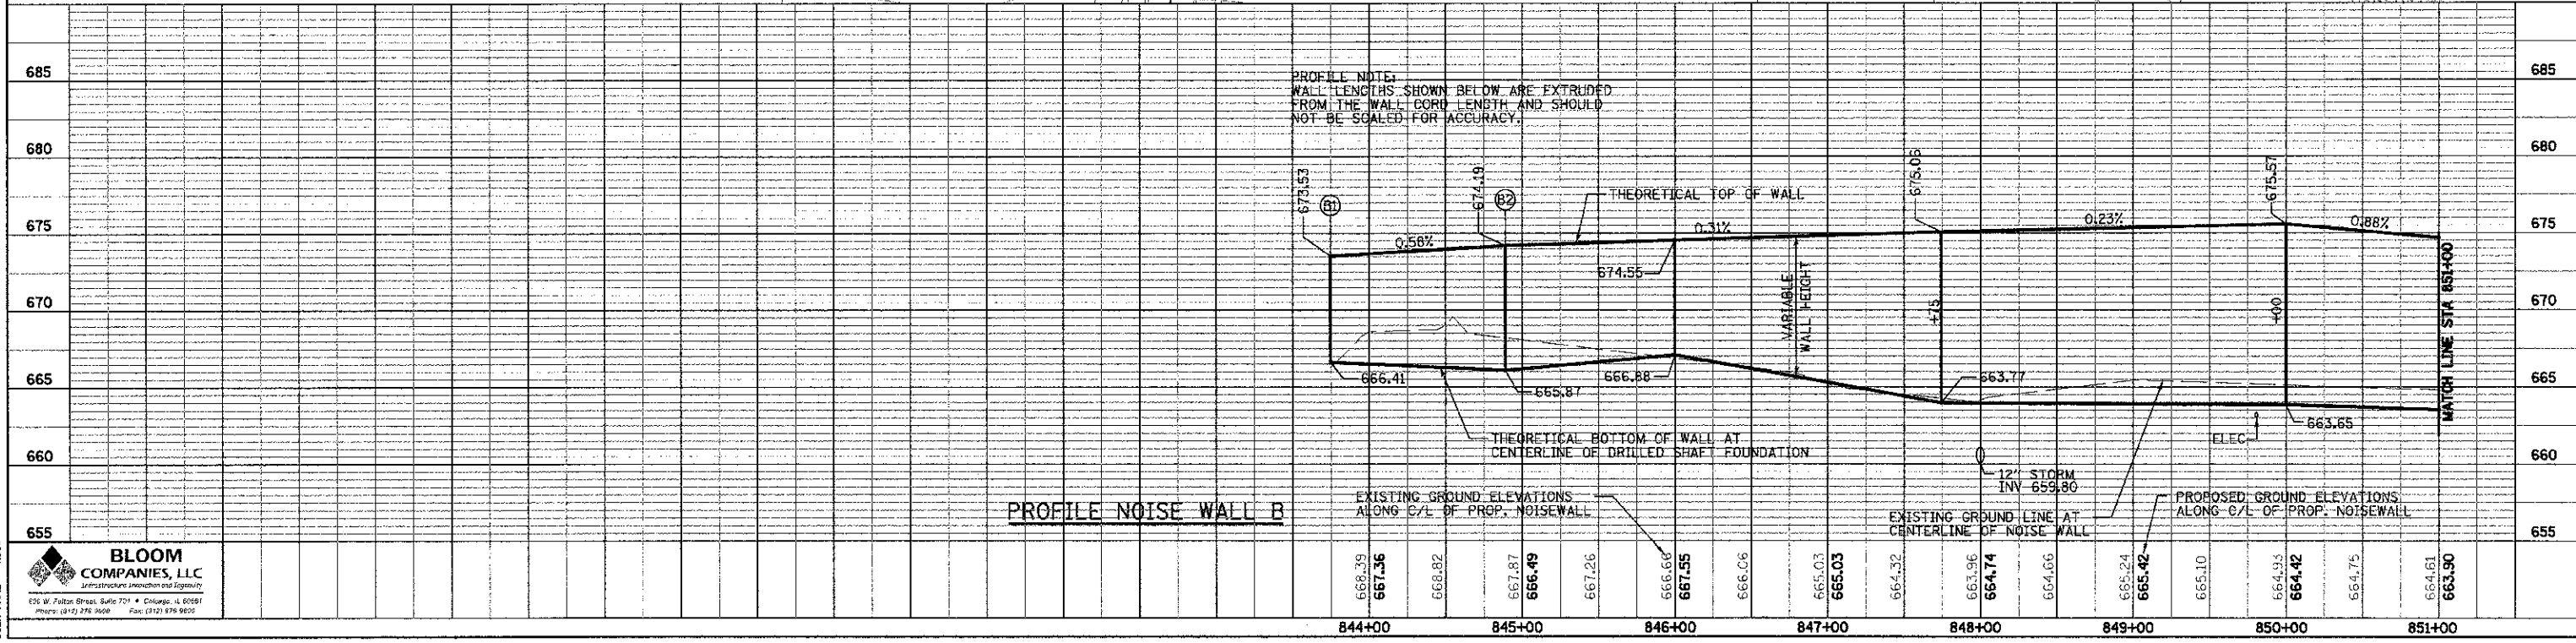 685
680
675
670
665
660
655
PROFILE NOTE:
WALL LENGTHS SHOWN BELOW ARE EXTRUDED
FROM THE WALL CORD LENGTH AND SHOULD
NOT BE SCALED FOR ACCURACY.
673.53
B1
674.19
B2
THEORETICAL TOP OF WALL
675.06
675.57
0.58%
0.31%
0.23%
0.88%
674.55
VARIABLE
WALL HEIGHT
+75
+00
MATCH LINE STA 851+00
666.41
665.87
666.88
663.77
663.65
ELEC
THEORETICAL BOTTOM OF WALL AT
CENTERLINE OF DRILLED SHAFT FOUNDATION
12" STORM
INV 659.80
PROFILE NOISE WALL B
EXISTING GROUND ELEVATIONS
ALONG C/L OF PROP. NOISEWALL
EXISTING GROUND LINE AT
CENTERLINE OF NOISE WALL
PROPOSED GROUND ELEVATIONS
ALONG C/L OF PROP. NOISEWALL
685
680
675
670
665
660
655
BLOOM
COMPANIES, LLC
668.39
667.36
668.82
667.87
666.49
667.26
666.66
667.55
666.06
665.03
665.03
664.32
663.96
664.74
664.66
665.24
665.42
665.10
664.93
664.42
664.75
664.61
663.90
844+00
845+00
846+00
847+00
848+00
849+00
850+00
851+00